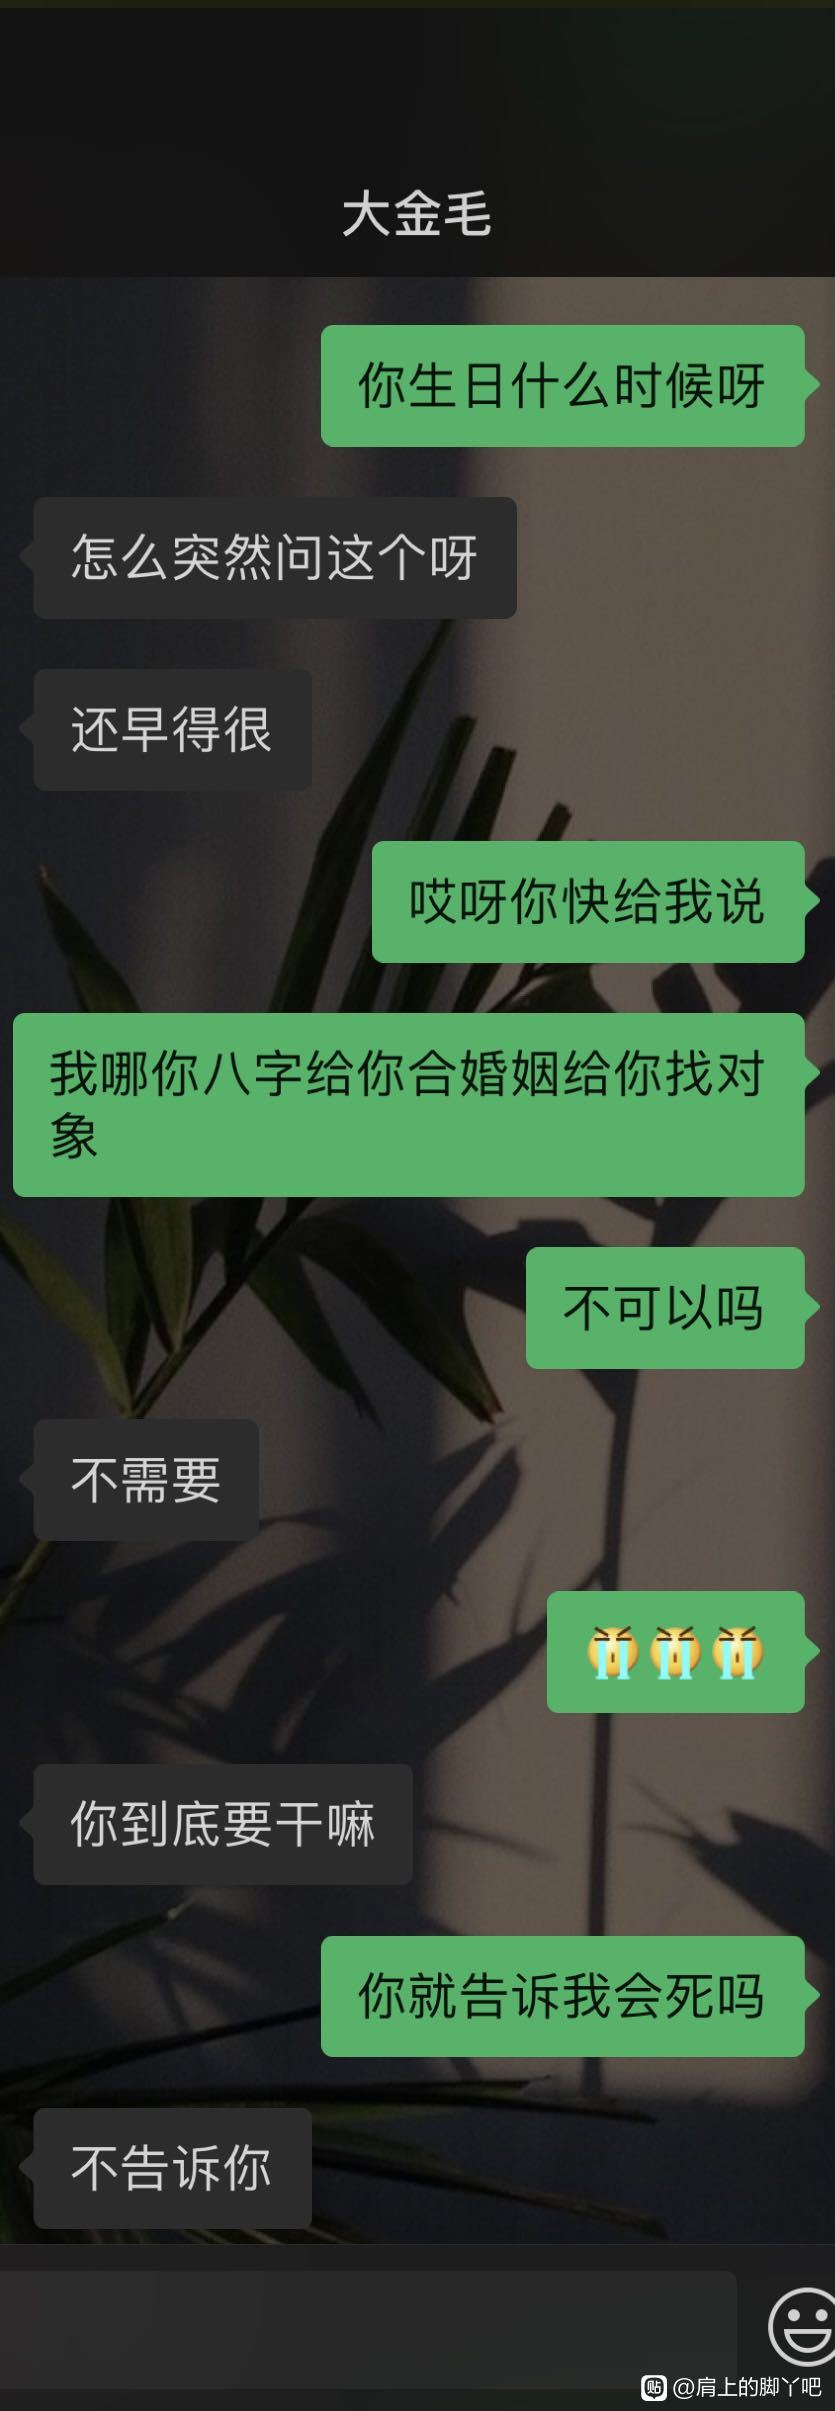 大金毛
你生日什么时候呀
怎么突然问这个呀
还早得很
哎呀你快给我说
我哪你八字给你合婚姻给你找对
象
不可以吗
不需要
😭😭😭
你到底要干嘛
你就告诉我会死吗
不告诉你
贴 @肩上的脚丫吧